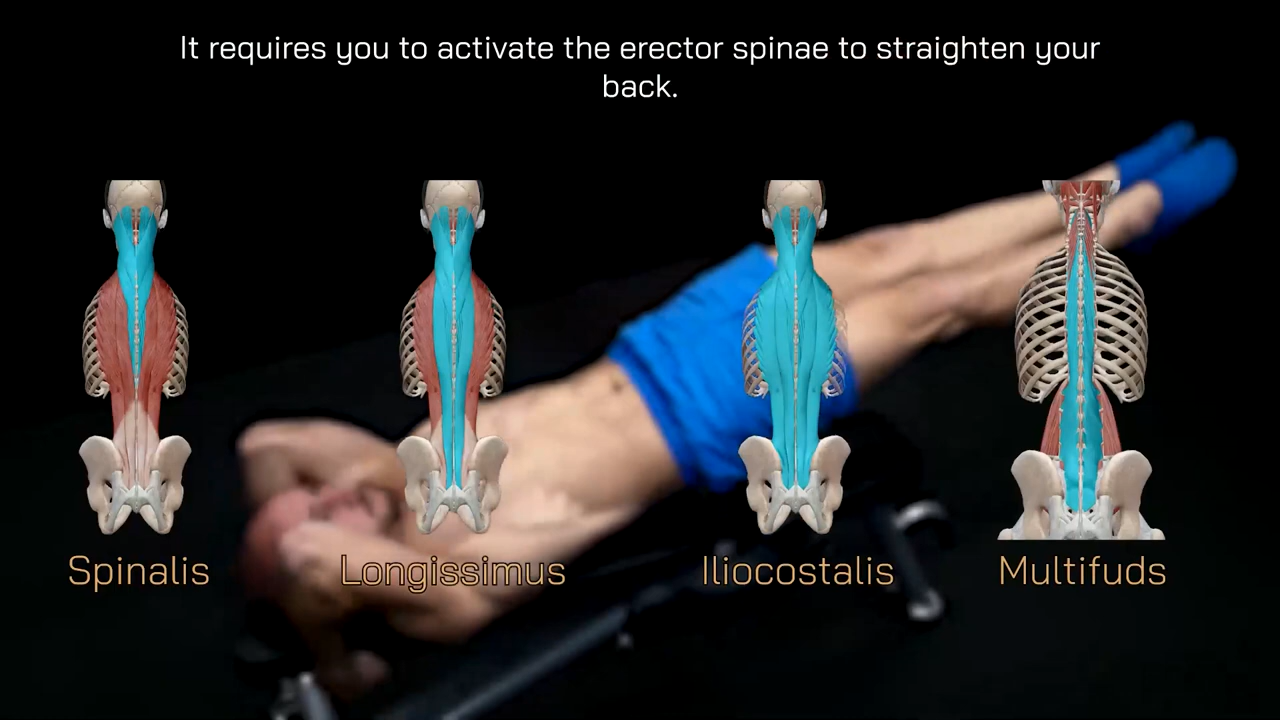 It requires you to activate the erector spinae to straighten your
back.
Spinalis
Longissimus
Iliocostalis
Multifuds